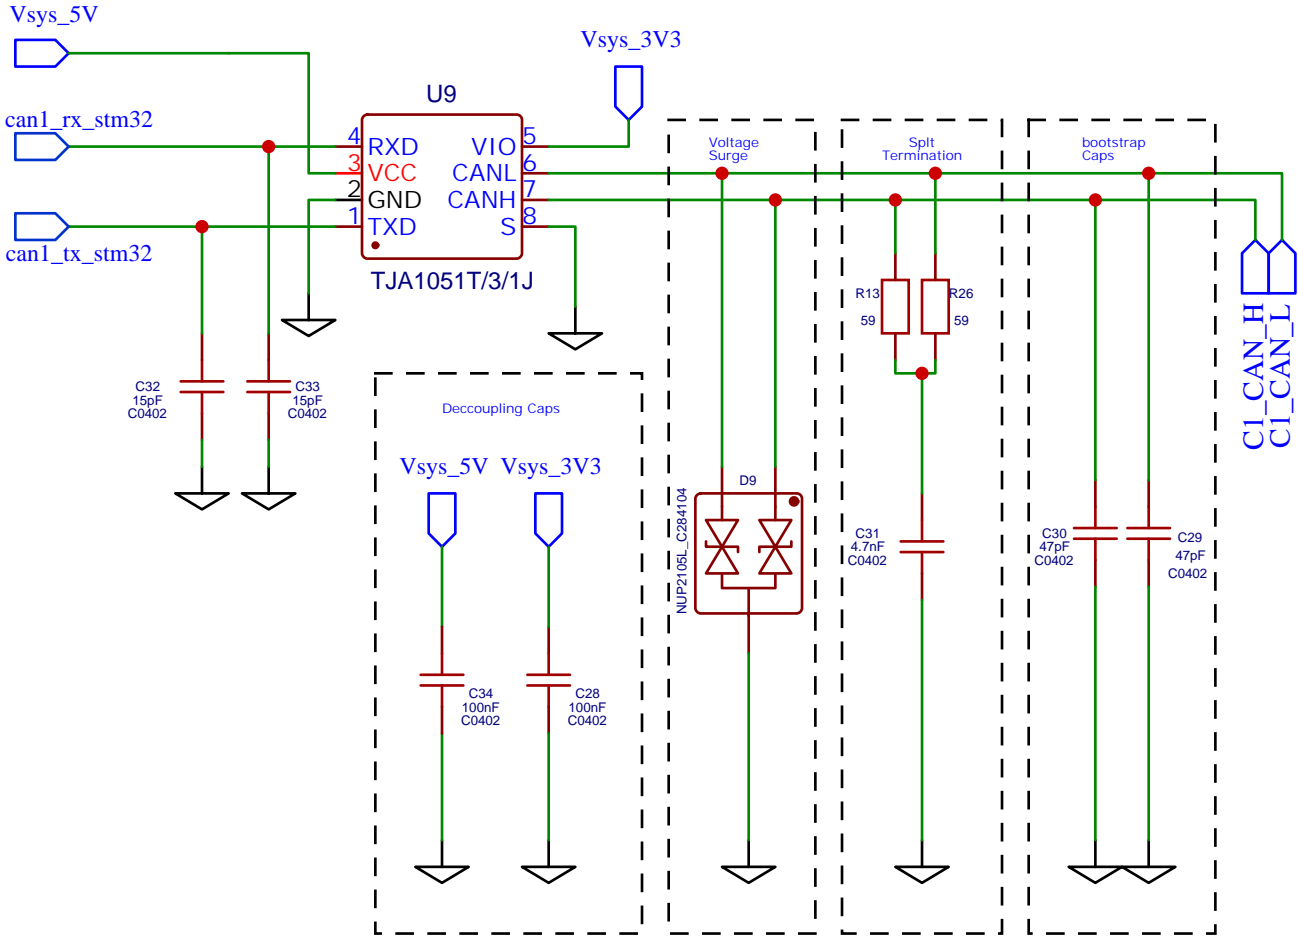 Vsys_5V
can1_rx_stm32
can1_tx_stm32
U9
4 RXD
3 VCC
2 GND
1 TXD
VIO 5
CANL 6
CANH 7
S 8
TJA1051T/3/1J
Vsys_3V3
C32
15pF
C0402
C33
15pF
C0402
Deccoupling Caps
Vsys_5V
Vsys_3V3
C34
100nF
C0402
C28
100nF
C0402
Voltage
Surge
D9
NUP2105L_C284104
Splt
Termination
R13
59
R26
59
C31
4.7nF
C0402
bootstrap
Caps
C30
47pF
C0402
C29
47pF
C0402
C1_CAN_H
C1_CAN_L